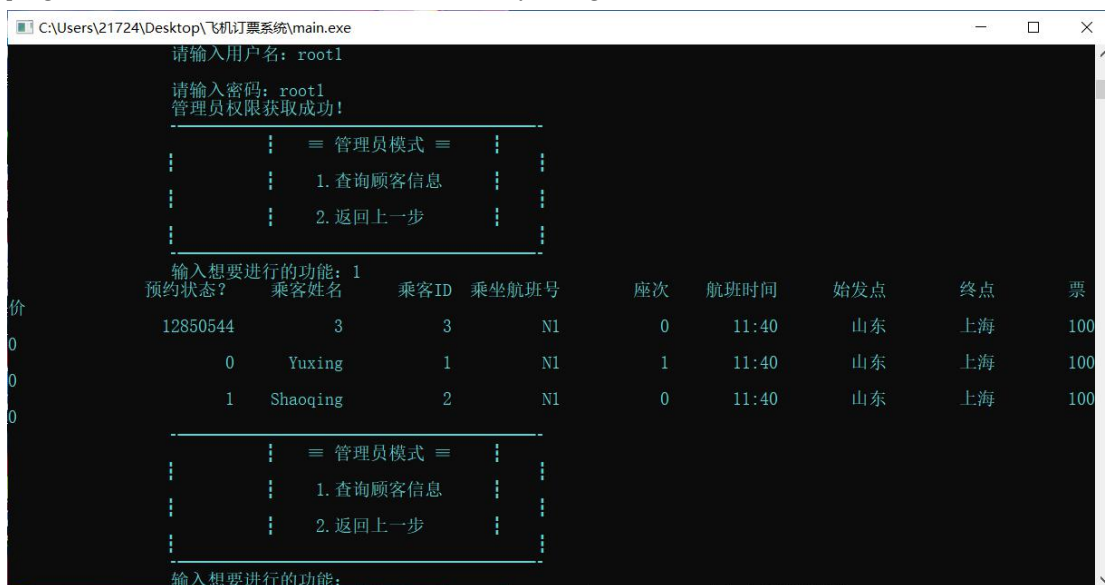 C:\Users\21724\Desktop\飞机订票系统\main.exe
请输入用户名: root1
请输入密码: root1
管理员权限获取成功!
═ 管理员模式 ═
1.查询顾客信息
2.返回上一步
输入想要进行的功能: 1
预约状态? 乘客姓名 乘客ID 乘坐航班号 座次 航班时间 始发点 终点 票
价
12850544 3 3 N1 0 11:40 山东 上海 100
0
0 Yuxing 1 N1 1 11:40 山东 上海 100
0
1 Shaoqing 2 N1 0 11:40 山东 上海 100
0
═ 管理员模式 ═
1.查询顾客信息
2.返回上一步
输入想要进行的功能: